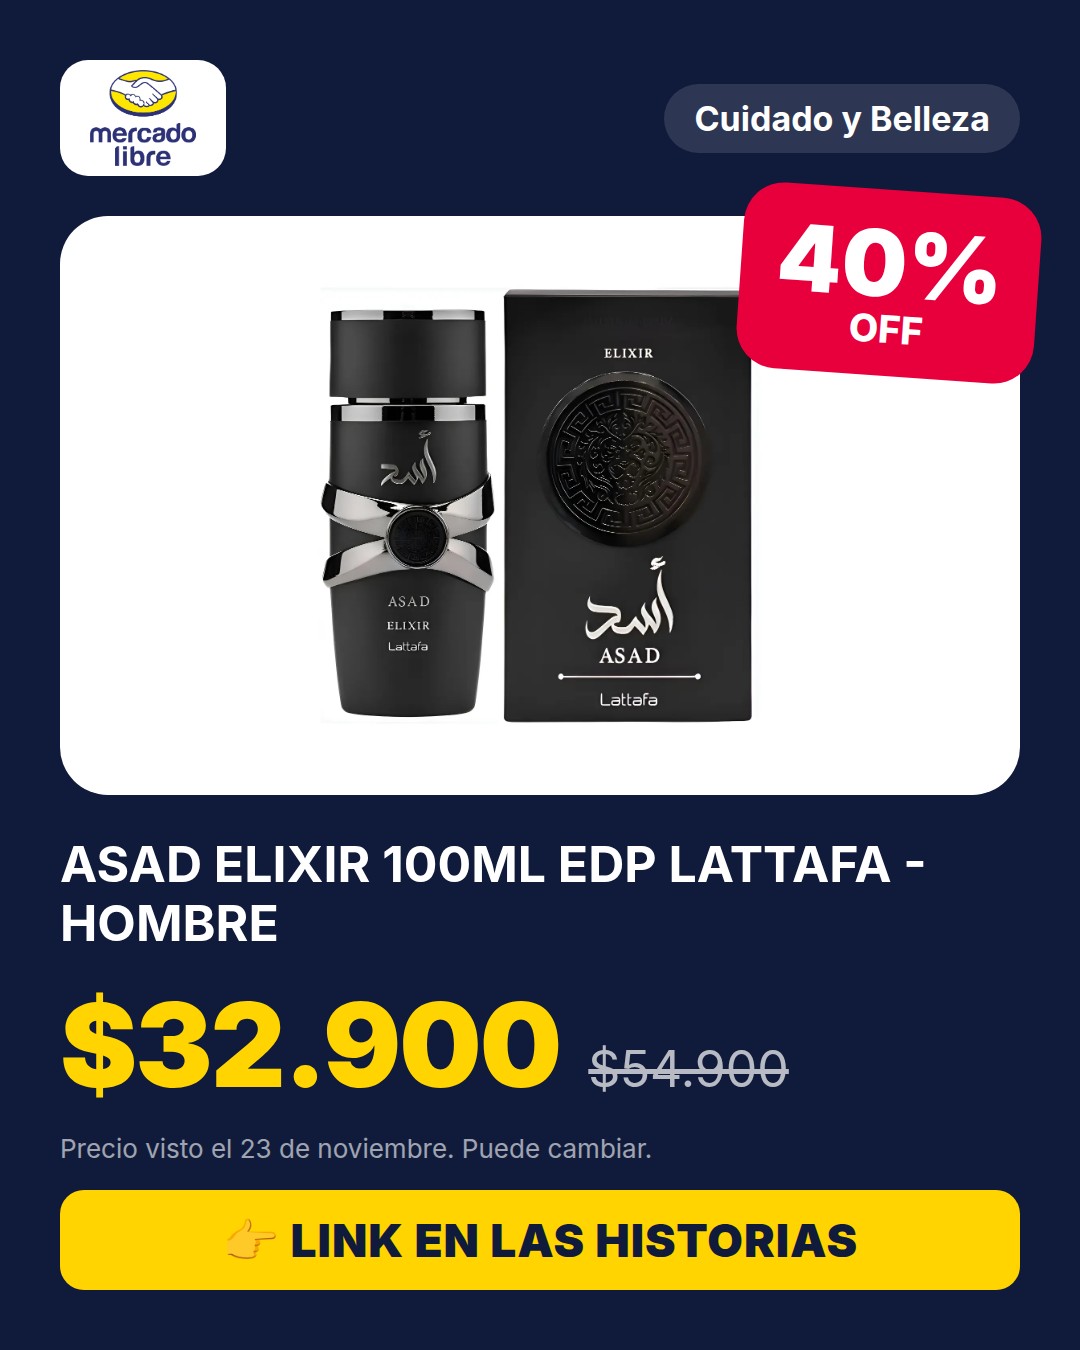 mercado
libre
Cuidado y Belleza
40%
OFF
أسد
ASAD
ELIXIR
Lattafa
ELIXIR
أسد
ASAD
Lattafa
ASAD ELIXIR 100ML EDP LATTAFA -
HOMBRE
$32.900 $54.900
Precio visto el 23 de noviembre. Puede cambiar.
👉 LINK EN LAS HISTORIAS